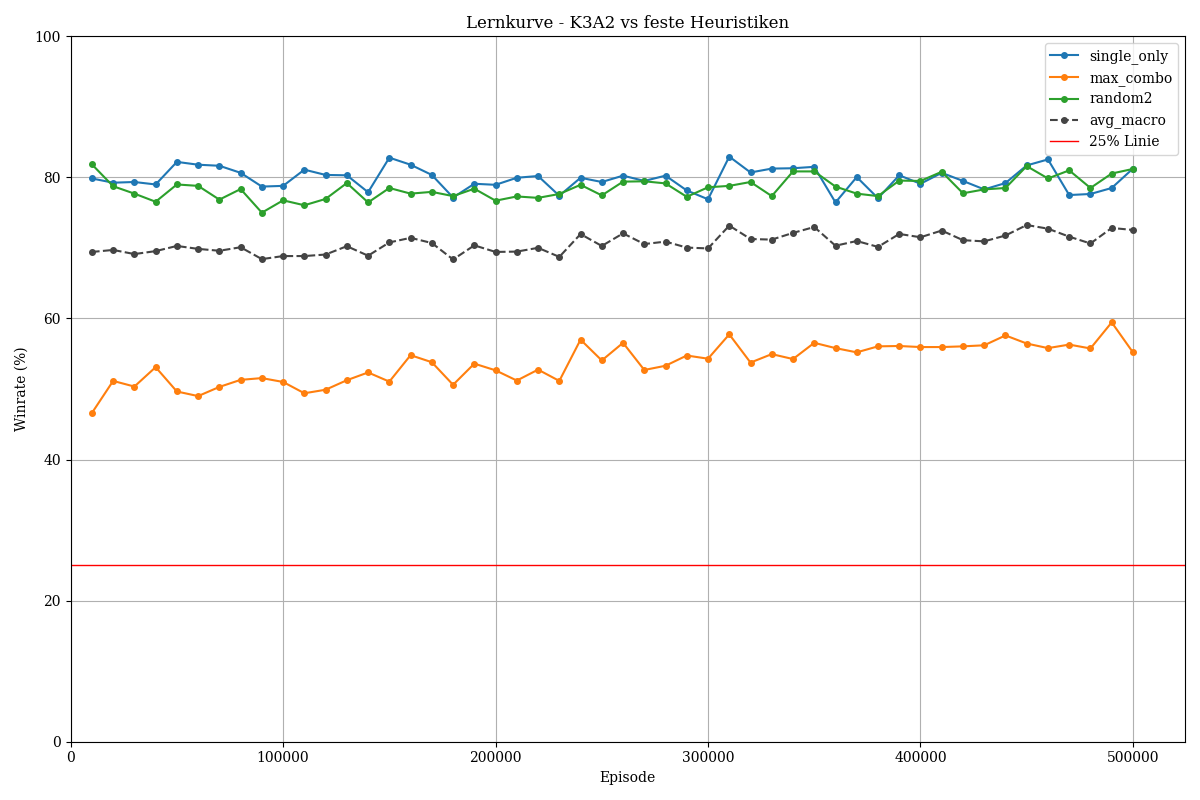 Lernkurve - K3A2 vs feste Heuristiken
100
80
60
40
20
0
Winrate (%)
single_only
max_combo
random2
avg_macro
25% Linie
0
100000
200000
300000
400000
500000
Episode